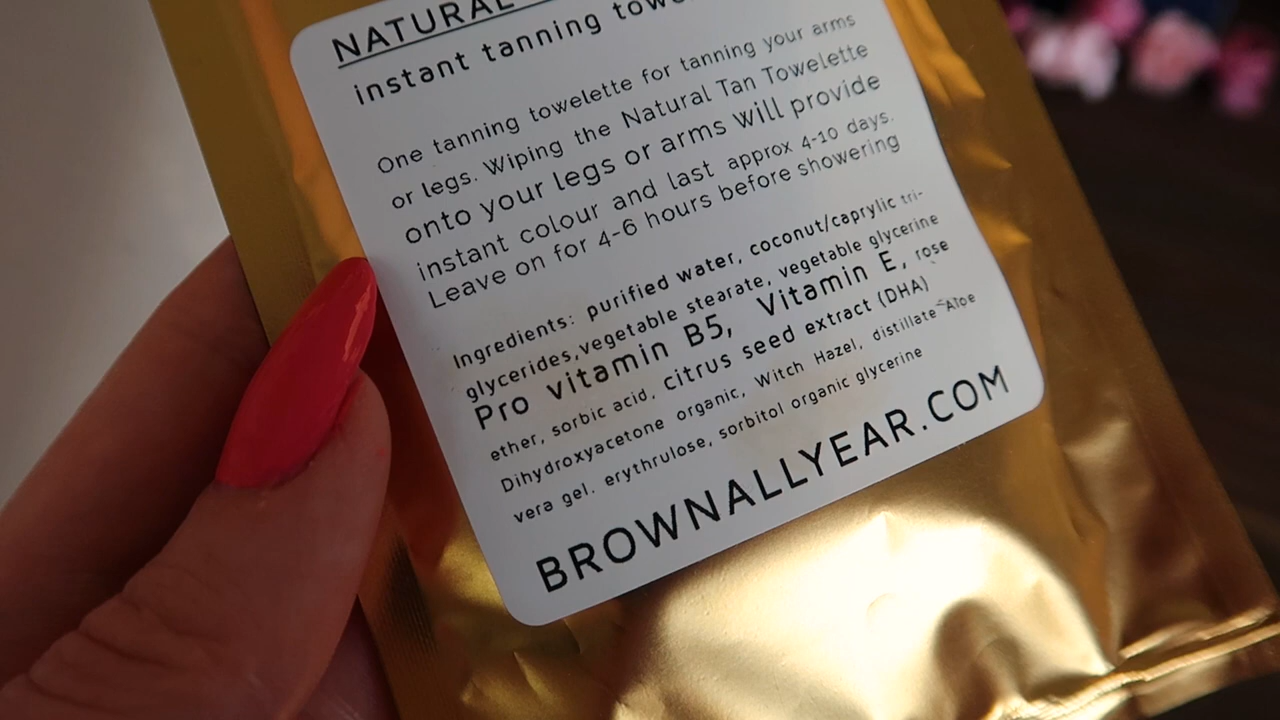 NATURAL
instant tanning
One tanning towelette for tanning your arms
or legs. Wiping the Natural Tan Towelette
onto your legs or arms will provide
instant colour and last approx 4-10 days.
Leave on for 4-6 hours before showering
Ingredients: purified water, coconut/caprylic tri-
glycerides, vegetable stearate, vegetable glycerine
Pro vitamin B5, Vitamin E, rose
ether, sorbic acid, citrus seed extract (DHA)
Dihydroxyacetone organic, Witch Hazel, distillate Aloe
vera gel. erythrulose, sorbitol organic glycerine
BROWNALLYEAR.COM